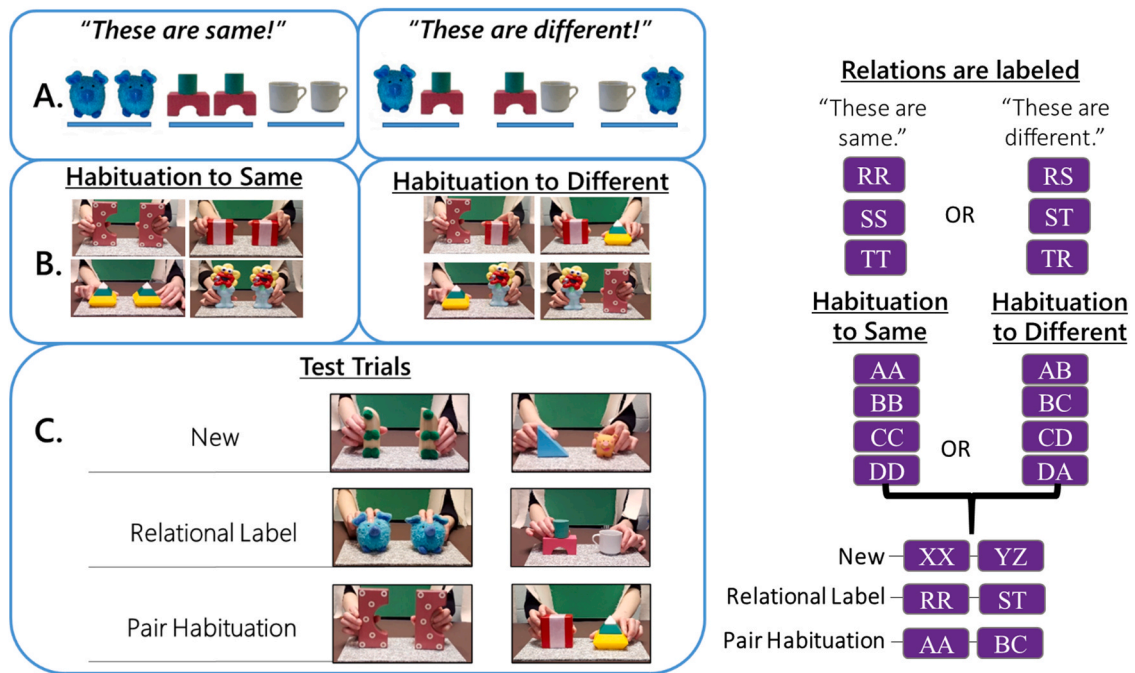 "These are same!"
"These are different!"
A.
Habituation to Same
Habituation to Different
B.
Test Trials
C.
New
Relational Label
Pair Habituation
Relations are labeled
"These are
same."
"These are
different."
RR
RS
SS
OR
ST
TT
TR
Habituation
to Same
Habituation
to Different
AA
AB
BB
BC
CC
OR
CD
DD
DA
New
XX
YZ
Relational Label
RR
ST
Pair Habituation
AA
BC